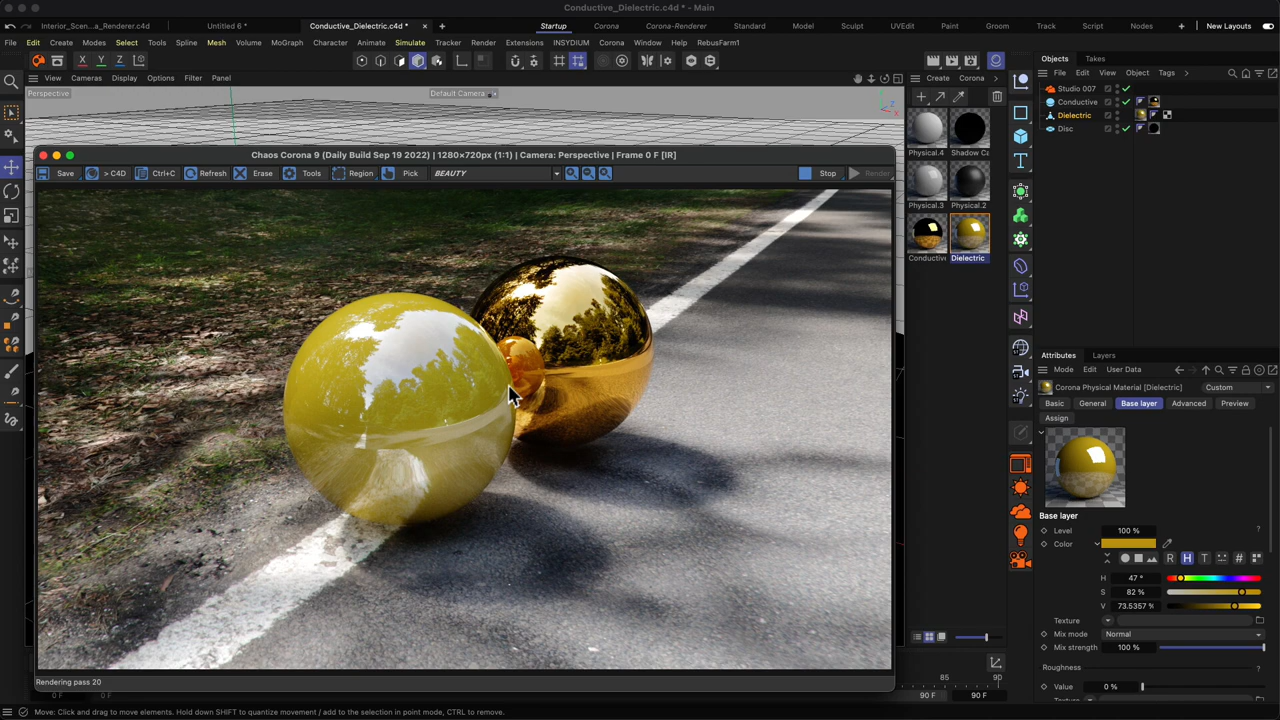 Conductive_Dielectric.c4d * - Main
Interior_Scen...a_Renderer.c4d Untitled 6 * Conductive_Dielectric.c4d * × + Startup Corona Corona-Renderer Standard Model Sculpt UVEdit Paint Groom Track Script Nodes + New Layouts
File Edit Create Modes Select Tools Spline Mesh Volume MoGraph Character Animate Simulate Tracker Render Extensions INSYDIUM Corona Window Help RebusFarm1
X Y Z
View Cameras Display Options Filter Panel
Perspective Default Camera
Chaos Corona 9 (Daily Build Sep 19 2022) | 1280×720px (1:1) | Camera: Perspective | Frame 0 F [IR]
Save > C4D Ctrl+C Refresh Erase Tools Region Pick BEAUTY Stop Render
Rendering pass 20
0 F 0 F
85 90
90 F 90 F
Create Corona
Physical.4 Shadow Ca
Physical.3 Physical.2
Conductive Dielectric
Objects Takes
File Edit View Object Tags
Studio 007
Conductive
Dielectric
Disc
Attributes Layers
Mode Edit User Data
Corona Physical Material [Dielectric] Custom
Basic General Base layer Advanced Preview
Assign
Base layer
Level 100 % ?
Color
R H T #
H 47 °
S 82 %
V 73.5357 %
Texture
Mix mode Normal
Mix strength 100 %
Roughness ?
Value 0 %
Move: Click and drag to move elements. Hold down SHIFT to quantize movement / add to the selection in point mode, CTRL to remove.